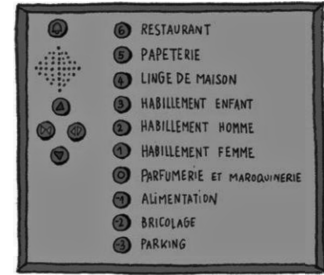 6 RESTAURANT
5 PAPETERIE
4 LINGE DE MAISON
3 HABILLEMENT ENFANT
2 HABILLEMENT HOMME
1 HABILLEMENT FEMME
0 PARFUMERIE ET MAROQUINERIE
-1 ALIMENTATION
-2 BRICOLAGE
-3 PARKING